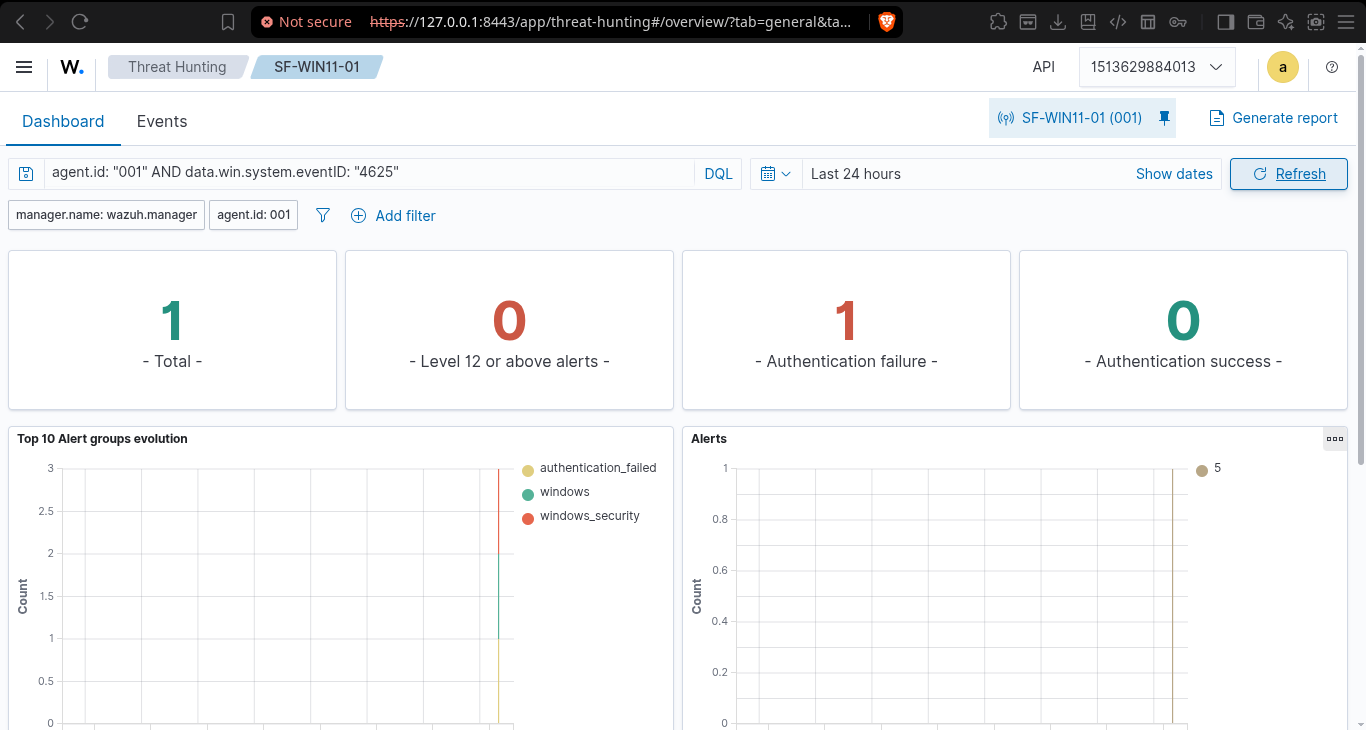 Not secure https://127.0.0.1:8443/app/threat-hunting#/overview/?tab=general&ta...
W. Threat Hunting SF-WIN11-01 API 1513629884013 a
Dashboard Events SF-WIN11-01 (001) Generate report
agent.id: "001" AND data.win.system.eventID: "4625" DQL Last 24 hours Show dates Refresh
manager.name: wazuh.manager agent.id: 001 Add filter
1 0 1 0
- Total - - Level 12 or above alerts - - Authentication failure - - Authentication success -
Top 10 Alert groups evolution
3
2.5
2
1.5
1
0.5
0
Count
authentication_failed
windows
windows_security
Alerts
1
0.8
0.6
0.4
0.2
0
Count
5